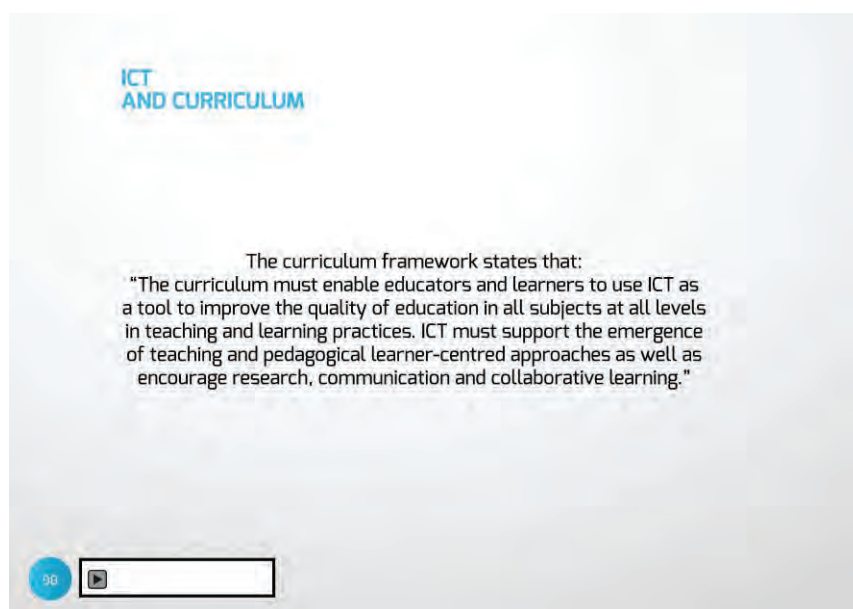 ICT
AND CURRICULUM
The curriculum framework states that:
“The curriculum must enable educators and learners to use ICT as
a tool to improve the quality of education in all subjects at all levels
in teaching and learning practices. ICT must support the emergence
of teaching and pedagogical learner-centred approaches as well as
encourage research, communication and collaborative learning.”
98